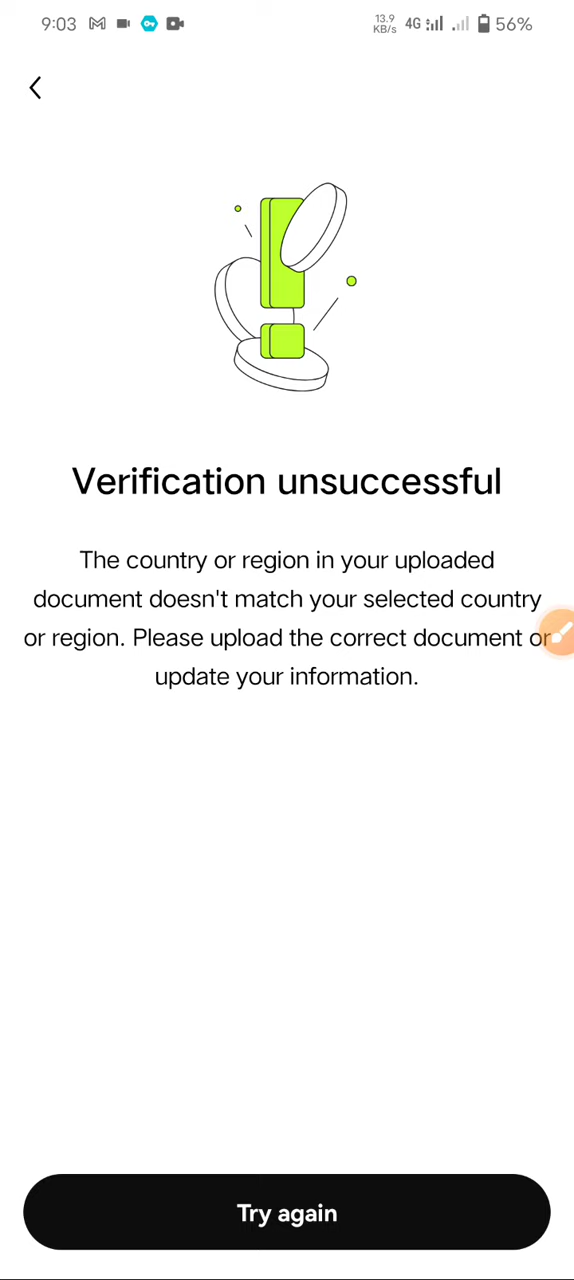 9:03 13.9 KB/s 4G 56%
Verification unsuccessful
The country or region in your uploaded
document doesn't match your selected country
or region. Please upload the correct document or
update your information.
Try again